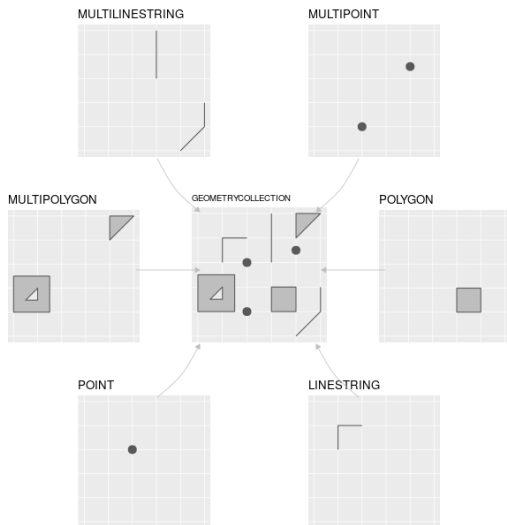 MULTILINESTRING
MULTIPOINT
MULTIPOLYGON
GEOMETRYCOLLECTION
POLYGON
POINT
LINESTRING